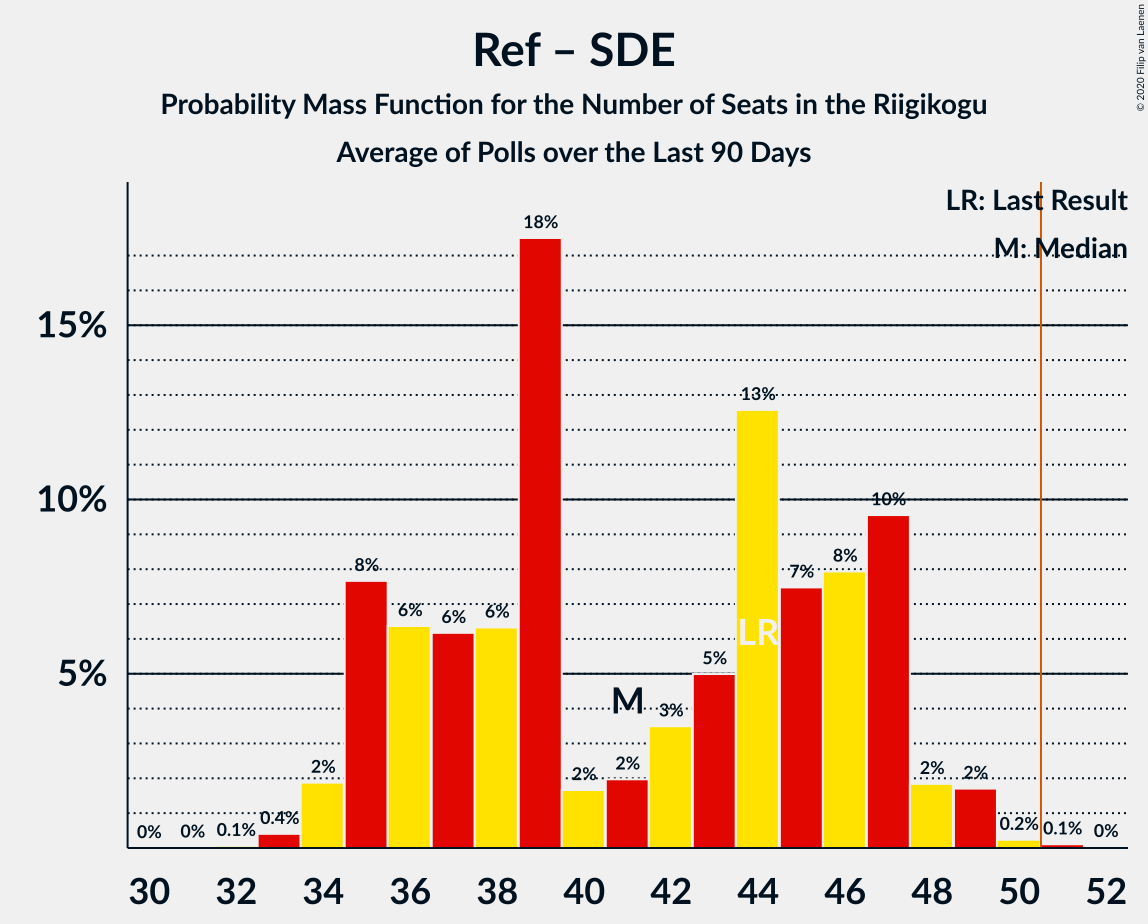 Ref – SDE
Probability Mass Function for the Number of Seats in the Riigikogu
Average of Polls over the Last 90 Days
© 2020 Filip van Laenen
LR: Last Result
M: Median
15%
10%
5%
0%
0%
0.1%
0.4%
2%
8%
6%
6%
6%
18%
2%
2%
M
3%
5%
13%
LR
7%
8%
10%
2%
2%
0.2%
0.1%
0%
30 32 34 36 38 40 42 44 46 48 50 52